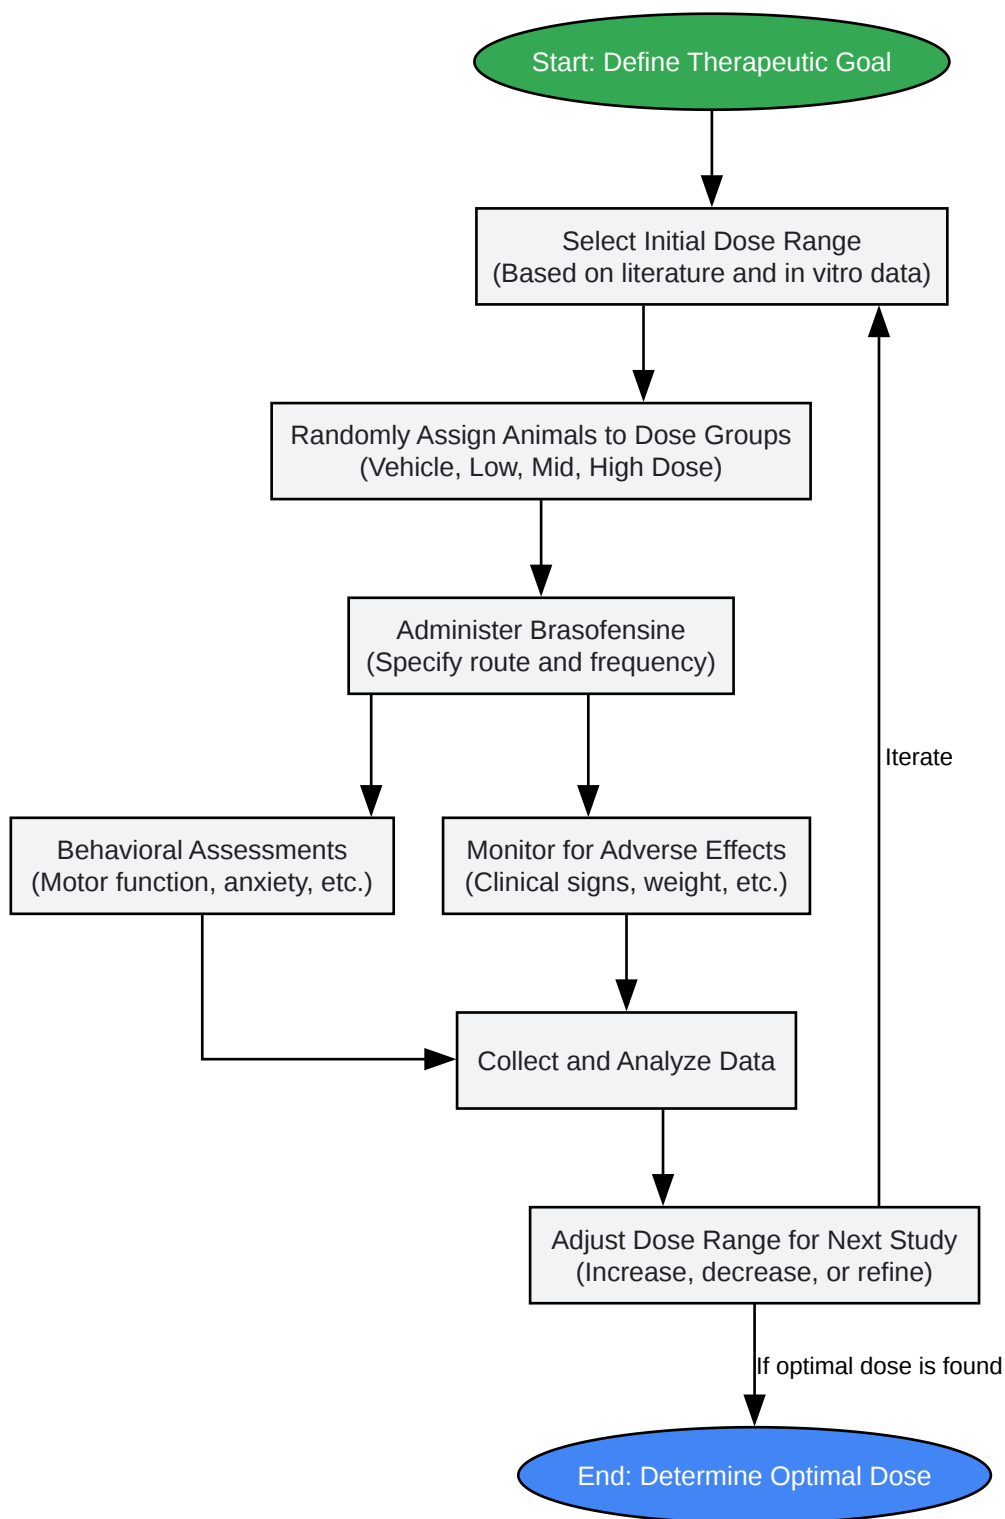 Start: Define Therapeutic Goal
Select Initial Dose Range
(Based on literature and in vitro data)
Randomly Assign Animals to Dose Groups
(Vehicle, Low, Mid, High Dose)
Administer Brasofensine
(Specify route and frequency)
Iterate
Behavioral Assessments
(Motor function, anxiety, etc.)
Monitor for Adverse Effects
(Clinical signs, weight, etc.)
Collect and Analyze Data
Adjust Dose Range for Next Study
(Increase, decrease, or refine)
If optimal dose is found
End: Determine Optimal Dose